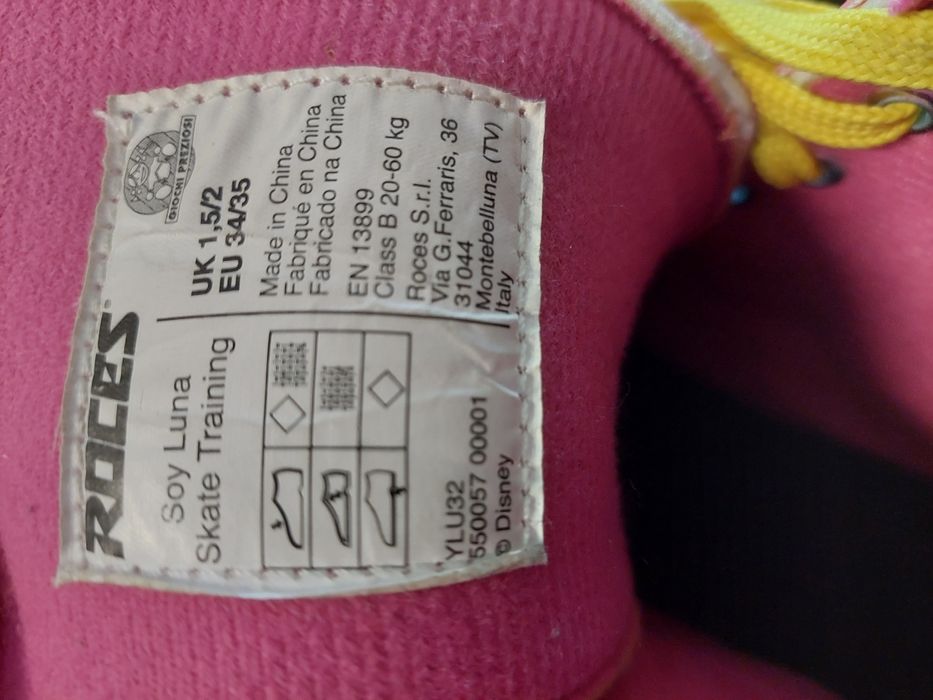 ROCES
GIOCHI PREZIOSI
Soy Luna
Skate Training
UK 1,5/2
EU 34/35
Made in China
Fabriqué en China
Fabricado na China
EN 13899
Class B 20-60 kg
Roces S.r.l.
Via G.Ferraris, 36
31044
Montebelluna (TV)
Italy
YLU32
550057 00001
© Disney